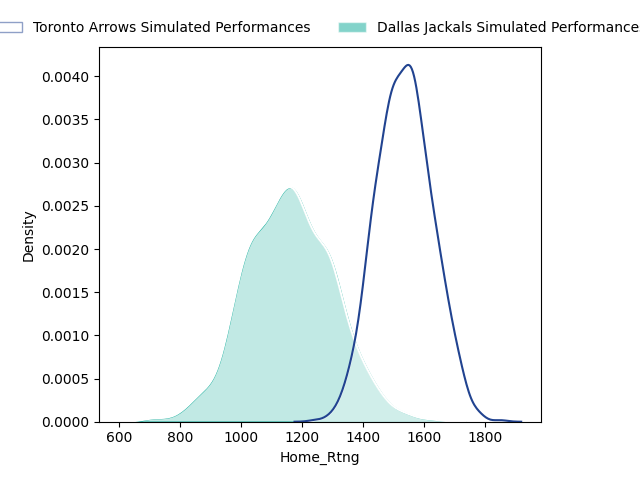 Toronto Arrows Simulated Performances
Dallas Jackals Simulated Performance
0.0040
0.0035
0.0030
0.0025
0.0020
0.0015
0.0010
0.0005
0.0000
Density
600 800 1000 1200 1400 1600 1800
Home_Rtng